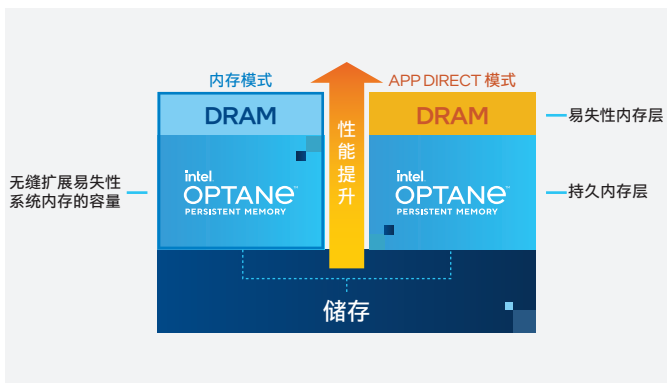 内存模式
APP DIRECT 模式
DRAM
DRAM
易失性内存层
性能提升
intel
OPTANE™
PERSISTENT MEMORY
intel
OPTANE™
PERSISTENT MEMORY
无缝扩展易失性
系统内存的容量
持久内存层
储存